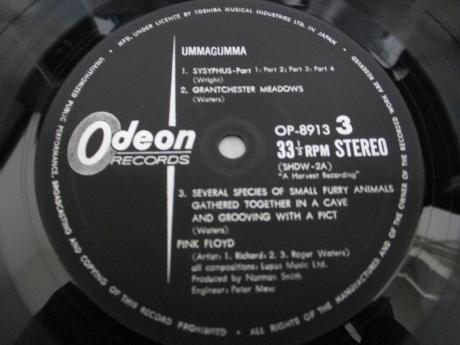 MFD. UNDER LICENCE BY TOSHIBA MUSICAL INDUSTRIES LTD. IN JAPAN • ALL RIGHTS OF THE MANUFACTURER AND OF THE OWNER OF THE RECORDED WORK ARE RESERVED • UNAUTHORIZED PUBLIC PERFORMANCE, BROADCASTING AND COPYING OF THIS RECORD PROHIBITED •
UMMAGUMMA
1. SYSYPHUS-Part 1: Part 2: Part 3: Part 4
(Wright)
2. GRANTCHESTER MEADOWS
(Waters)
Odeon
RECORDS
OP-8913 3
33 1/3 RPM STEREO
(SHDW-2A)
"A Harvest Recording"
3. SEVERAL SPECIES OF SMALL FURRY ANIMALS
GATHERED TOGETHER IN A CAVE
AND GROOVING WITH A PICT
(Waters)
PINK FLOYD
(Artist: 1. Richard: 2. 3. Roger Waters)
all compositions: Lupus Music Ltd.
Produced by Norman Smith
Engineer: Peter Mew